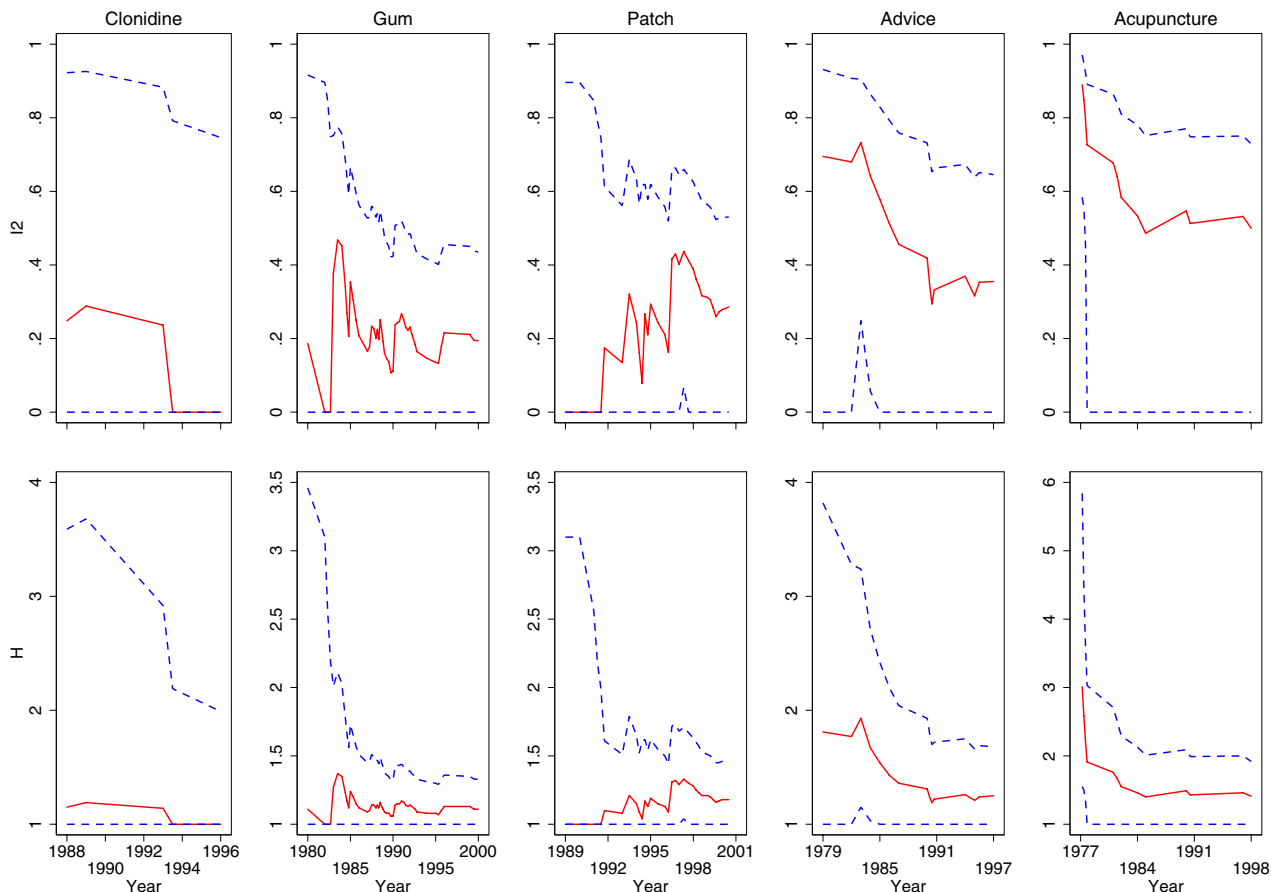 Clonidine Gum Patch Advice Acupuncture
I2
0 .2 .4 .6 .8 1
0 .2 .4 .6 .8 1
0 .2 .4 .6 .8 1
0 .2 .4 .6 .8 1
0 .2 .4 .6 .8 1
H
1 2 3 4
1 1.5 2 2.5 3 3.5
1 1.5 2 2.5 3 3.5
1 2 3 4
1 2 3 4 5 6
1988 1992 1996 1980 1990 2000 1989 1995 2001 1979 1985 1991 1997 1977 1984 1991 1998
1990 1994 1985 1995 1992 1998 1985 1997 1984 1998
Year Year Year Year Year